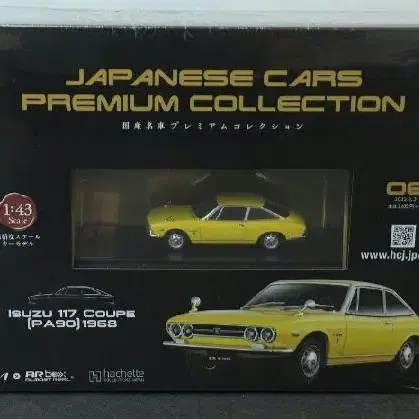 JAPANESE CARS
PREMIUM COLLECTION
国産名車プレミアムコレクション
1:43
Scale
06
www.hcj.jp
ISUZU 117 COUPE
(PA90) 1968
hachette